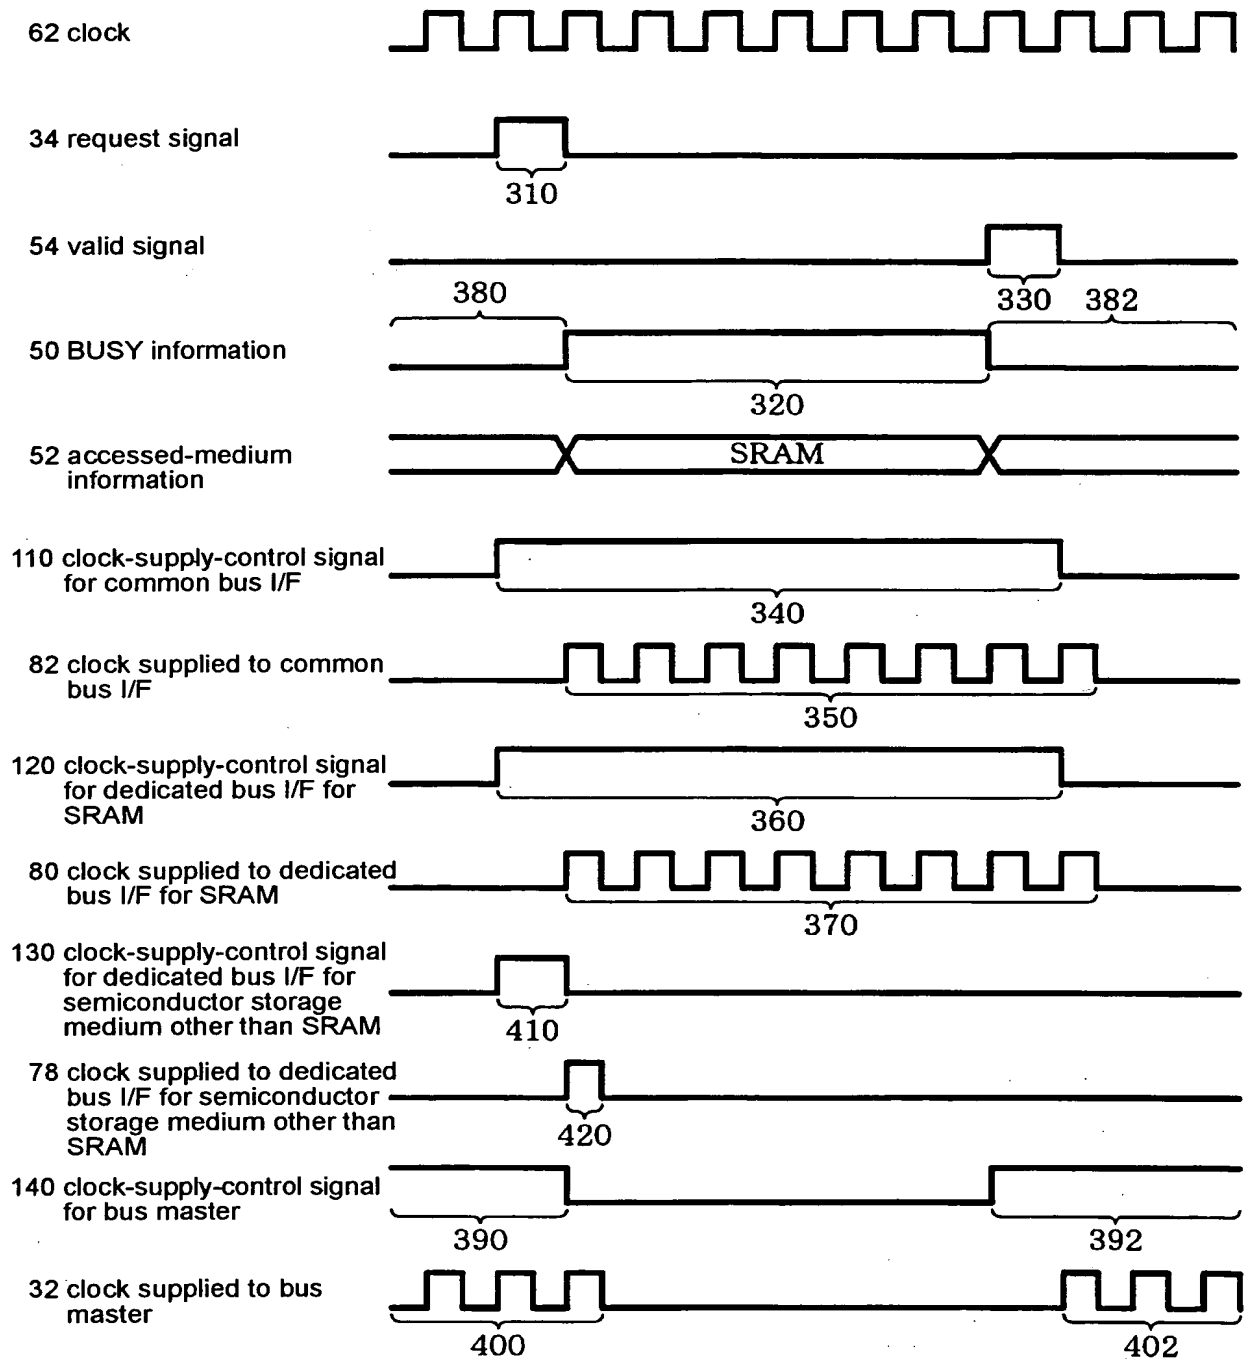 62 clock
34 request signal
310
54 valid signal
380
330
382
50 BUSY information
320
52 accessed-medium
information
SRAM
110 clock-supply-control signal
for common bus I/F
340
82 clock supplied to common
bus I/F
350
120 clock-supply-control signal
for dedicated bus I/F for
SRAM
360
80 clock supplied to dedicated
bus I/F for SRAM
370
130 clock-supply-control signal
for dedicated bus I/F for
semiconductor storage
medium other than SRAM
410
78 clock supplied to dedicated
bus I/F for semiconductor
storage medium other than
SRAM
420
140 clock-supply-control signal
for bus master
390
392
32 clock supplied to bus
master
400
402